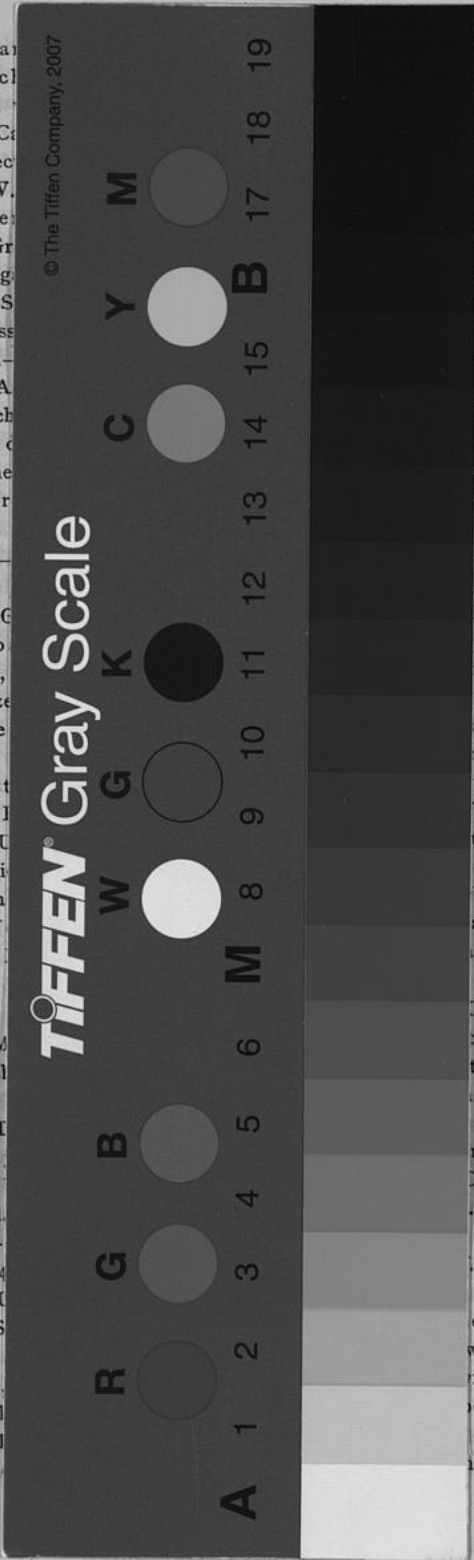 © The Tiffen Company, 2007
TIFFEN® Gray Scale
R G B W G K C Y M
A 1 2 3 4 5 6 M 8 9 10 11 12 13 14 15 B 17 18 19